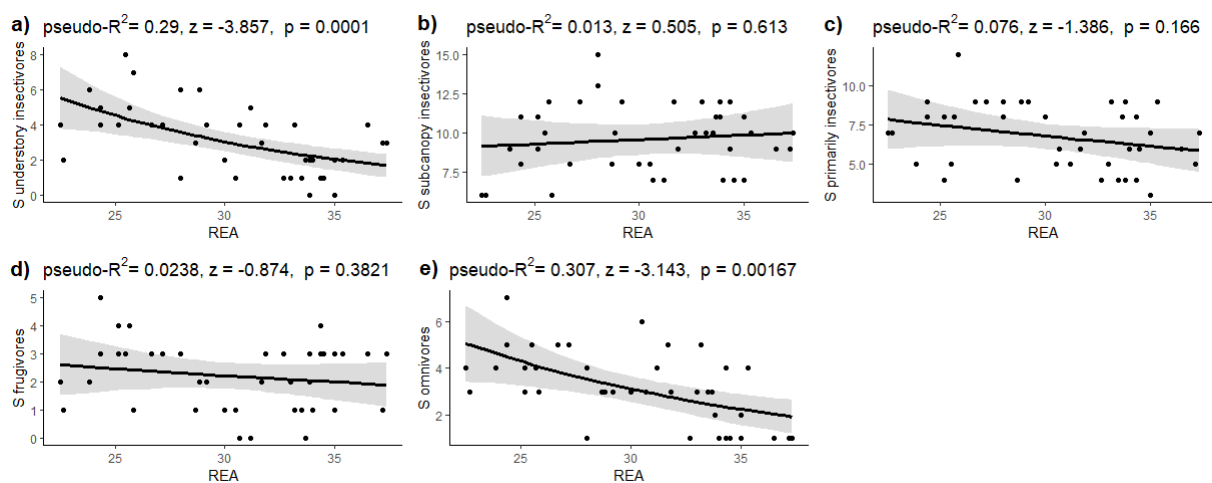 a) pseudo-R²= 0.29, z = -3.857, p = 0.0001
8
6
4
2
0
S understory insectivores
25 30 35
REA
b) pseudo-R²= 0.013, z = 0.505, p = 0.613
15.0
12.5
10.0
7.5
S subcanopy insectivores
25 30 35
REA
c) pseudo-R²= 0.076, z = -1.386, p = 0.166
10.0
7.5
5.0
S primarily insectivores
25 30 35
REA
d) pseudo-R²= 0.0238, z = -0.874, p = 0.3821
5
4
3
2
1
0
S frugivores
25 30 35
REA
e) pseudo-R²= 0.307, z = -3.143, p = 0.00167
6
4
2
S omnivores
25 30 35
REA